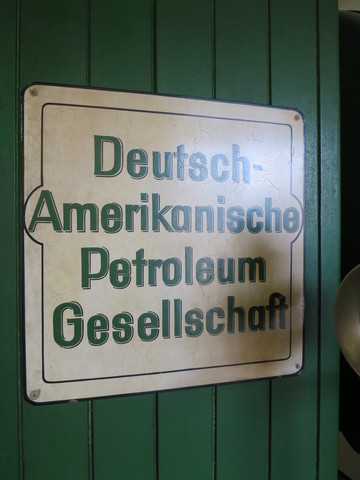 Deutsch-
Amerikanische
Petroleum
Gesellschaft